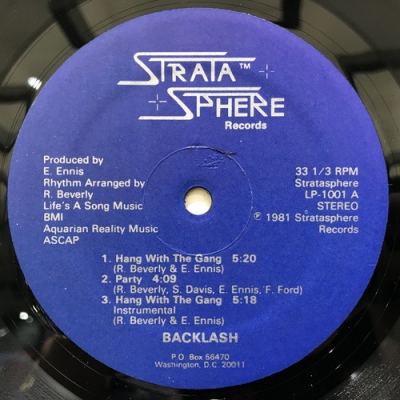 STRATA™
SPHERE
Records
Produced by
E. Ennis
Rhythm Arranged by
R. Beverly
Life's A Song Music
BMI
Aquarian Reality Music
ASCAP
33 1/3 RPM
Stratasphere
LP-1001 A
STEREO
℗ 1981 Stratasphere
Records
1. Hang With The Gang 5:20
(R. Beverly & E. Ennis)
2. Party 4:09
(R. Beverly, S. Davis, E. Ennis, F. Ford)
3. Hang With The Gang 5:18
Instrumental
(R. Beverly & E. Ennis)
BACKLASH
P.O. Box 56470
Washington, D.C. 20011